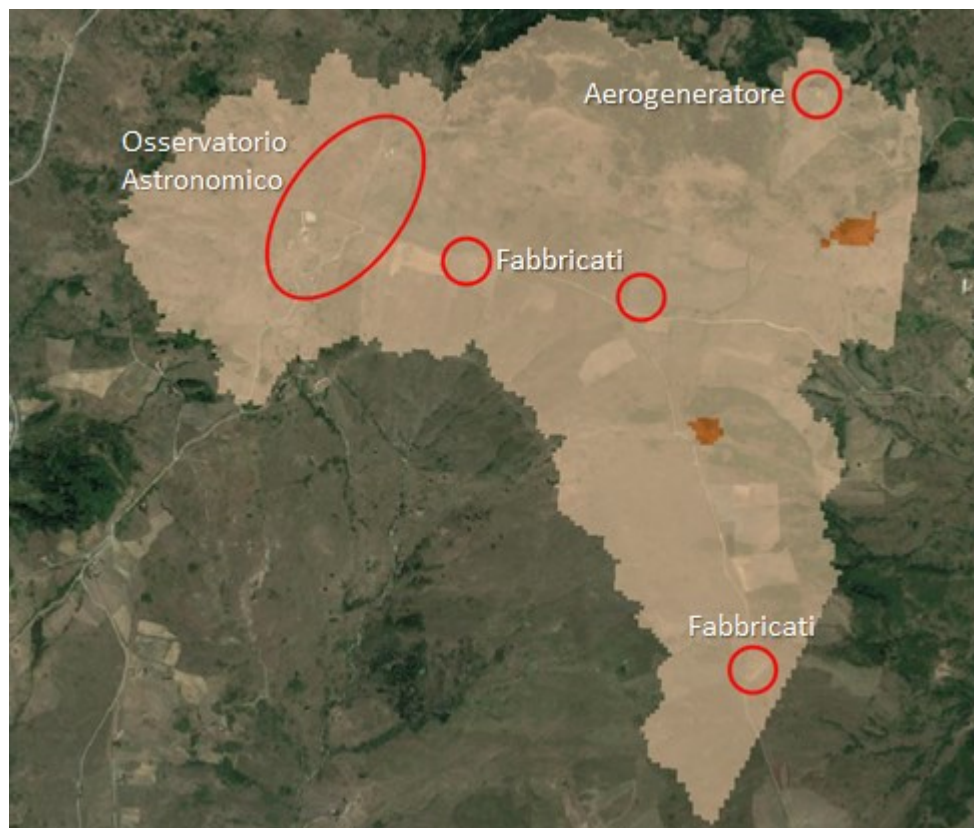 Aerogeneratore
Osservatorio
Astronomico
Fabbricati
Fabbricati